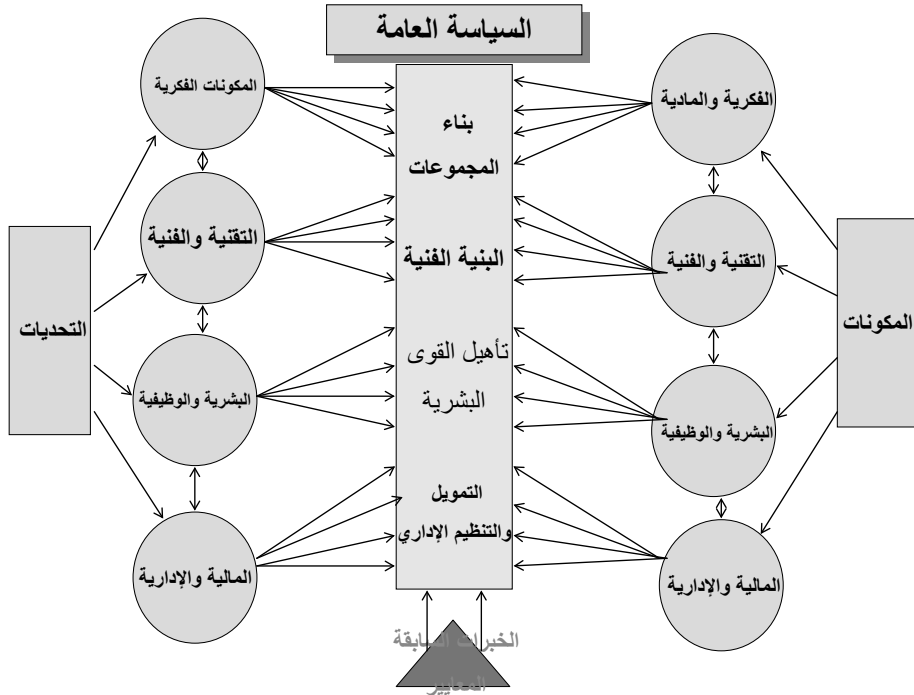 السياسة العامة
المكونات
الفكرية والمادية
التقنية والفنية
البشرية والوظيفية
المالية والإدارية
بناء
المجموعات
البنية الفنية
تأهيل القوى
البشرية
التمويل
والتنظيم الإداري
المكونات الفكرية
التقنية والفنية
البشرية والوظيفية
المالية والإدارية
التحديات
الخبرات السابقة
المعايير